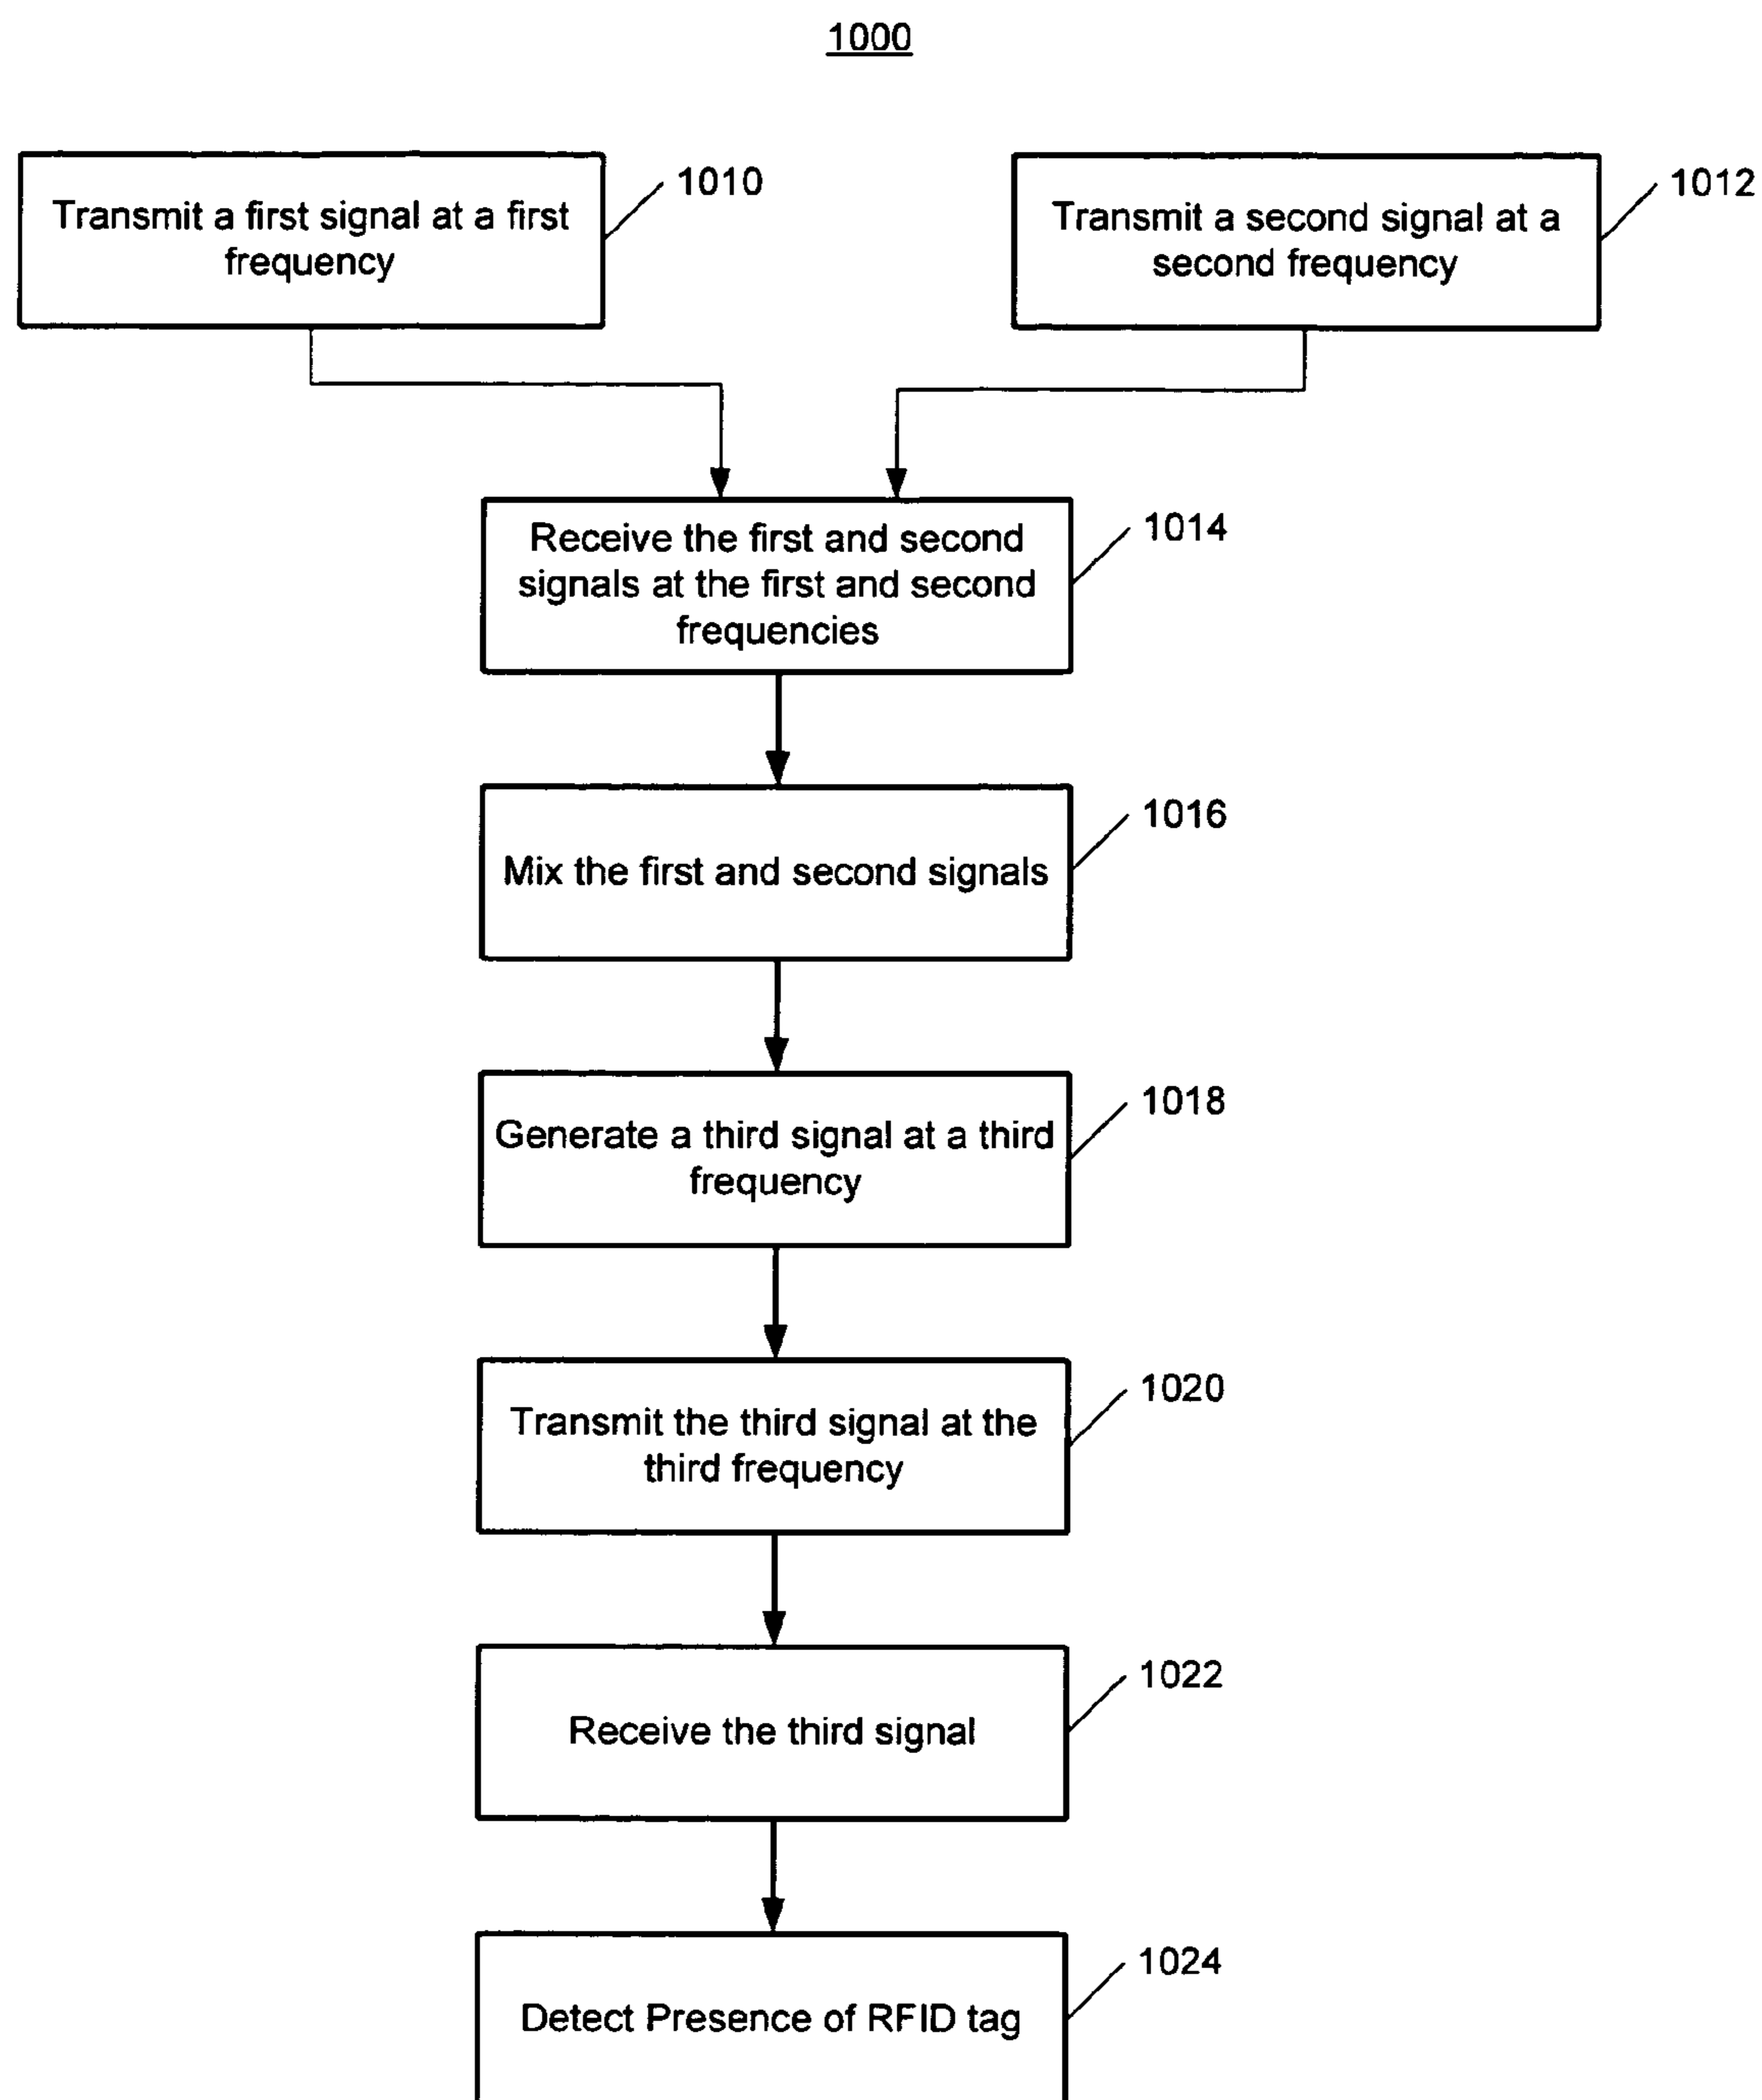 1000
Transmit a first signal at a first
frequency
1010
Transmit a second signal at a
second frequency
1012
Receive the first and second
signals at the first and second
frequencies
1014
Mix the first and second signals
1016
Generate a third signal at a third
frequency
1018
Transmit the third signal at the
third frequency
1020
Receive the third signal
1022
Detect Presence of RFID tag
1024